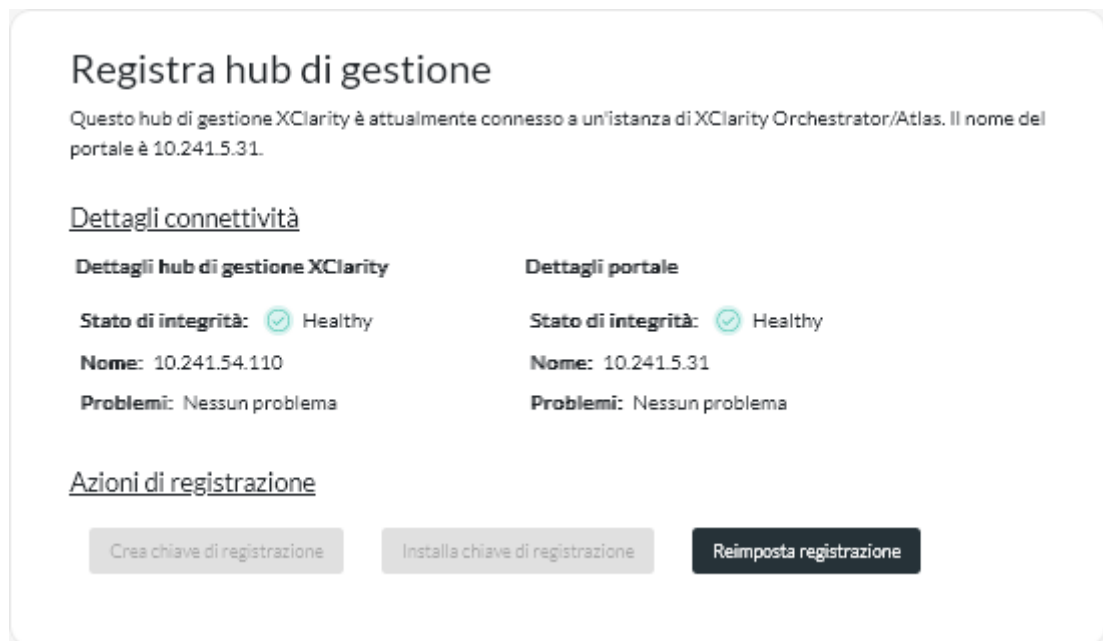 Registra hub di gestione
Questo hub di gestione XClarity è attualmente connesso a un'istanza di XClarity Orchestrator/Atlas. Il nome del
portale è 10.241.5.31.
Dettagli connettività
Dettagli hub di gestione XClarity
Dettagli portale
Stato di integrità: Healthy
Stato di integrità: Healthy
Nome: 10.241.54.110
Nome: 10.241.5.31
Problemi: Nessun problema
Problemi: Nessun problema
Azioni di registrazione
Crea chiave di registrazione
Installa chiave di registrazione
Reimposta registrazione